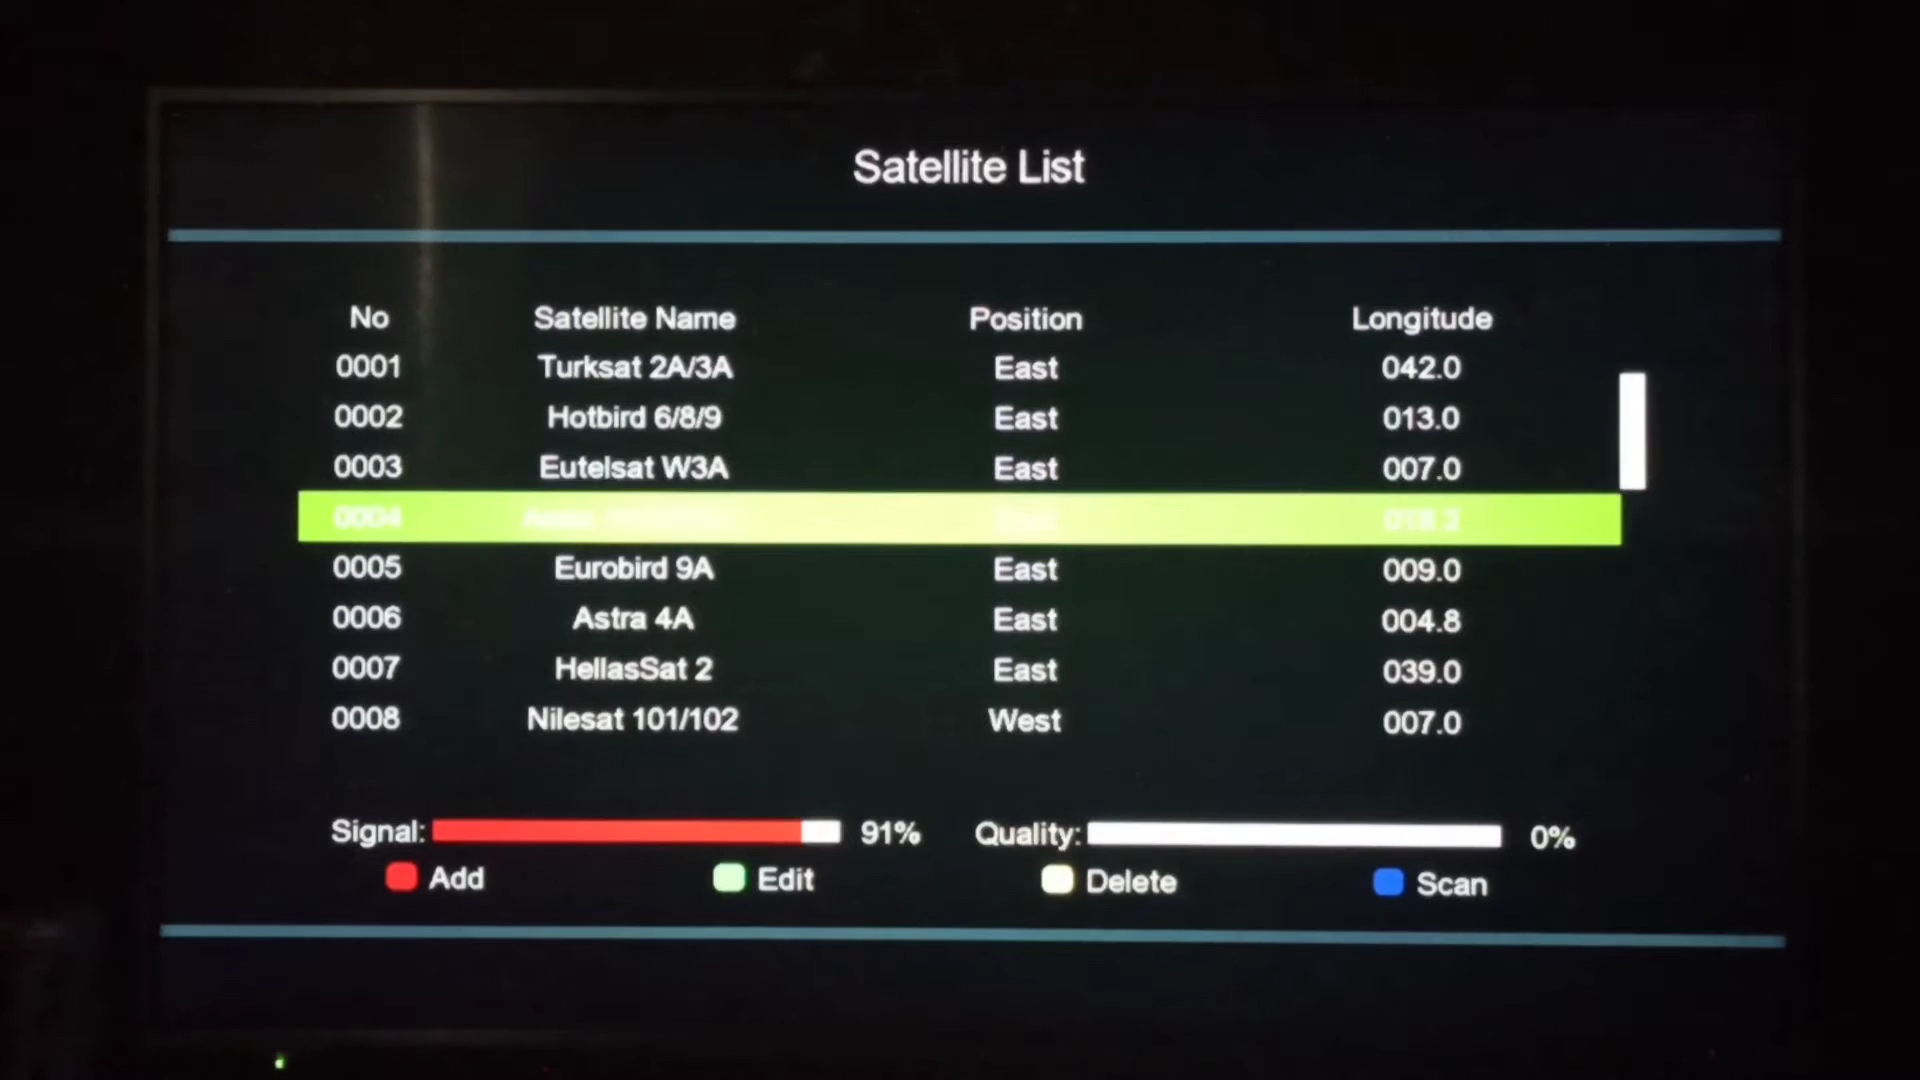 Satellite List
No Satellite Name Position Longitude
0001 Turksat 2A/3A East 042.0
0002 Hotbird 6/8/9 East 013.0
0003 Eutelsat W3A East 007.0
0004
0005 Eurobird 9A East 009.0
0006 Astra 4A East 004.8
0007 HellasSat 2 East 039.0
0008 Nilesat 101/102 West 007.0
Signal: 91% Quality: 0%
Add Edit Delete Scan